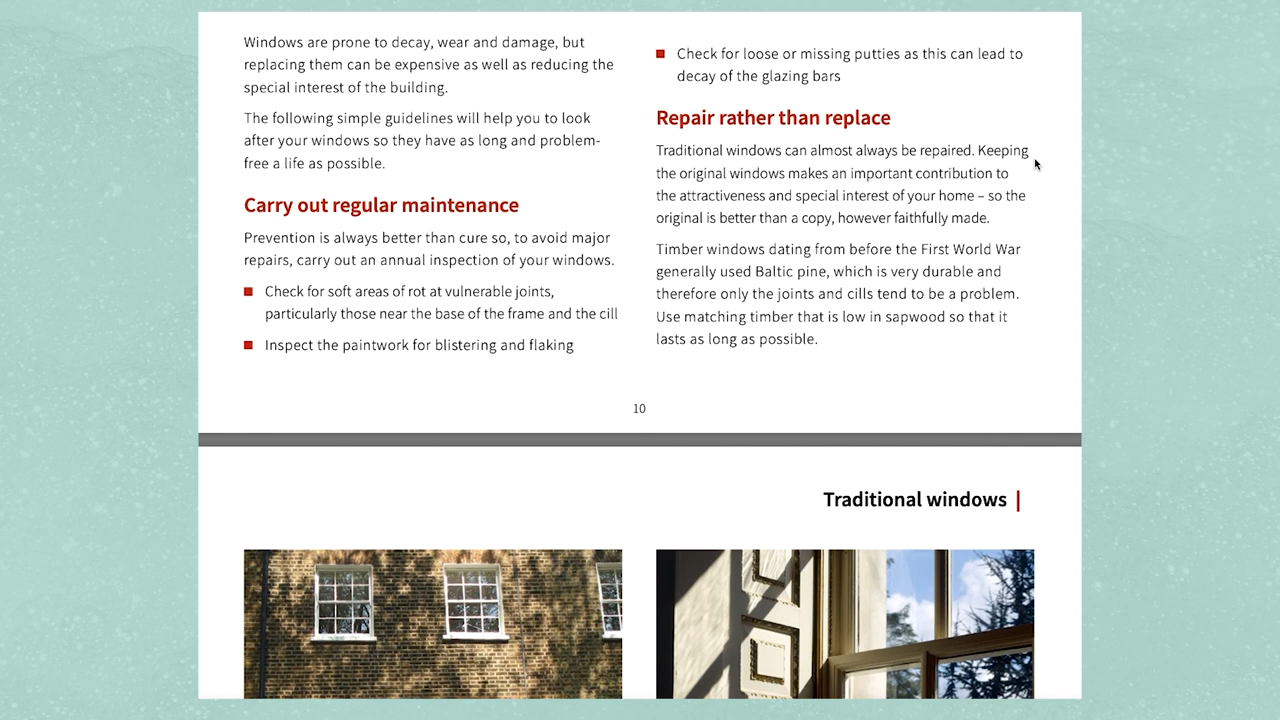 Windows are prone to decay, wear and damage, but
replacing them can be expensive as well as reducing the
special interest of the building.
The following simple guidelines will help you to look
after your windows so they have as long and problem-
free a life as possible.
Carry out regular maintenance
Prevention is always better than cure so, to avoid major
repairs, carry out an annual inspection of your windows.
Check for soft areas of rot at vulnerable joints,
particularly those near the base of the frame and the cill
Inspect the paintwork for blistering and flaking
Check for loose or missing putties as this can lead to
decay of the glazing bars
Repair rather than replace
Traditional windows can almost always be repaired. Keeping
the original windows makes an important contribution to
the attractiveness and special interest of your home – so the
original is better than a copy, however faithfully made.
Timber windows dating from before the First World War
generally used Baltic pine, which is very durable and
therefore only the joints and cills tend to be a problem.
Use matching timber that is low in sapwood so that it
lasts as long as possible.
10
Traditional windows